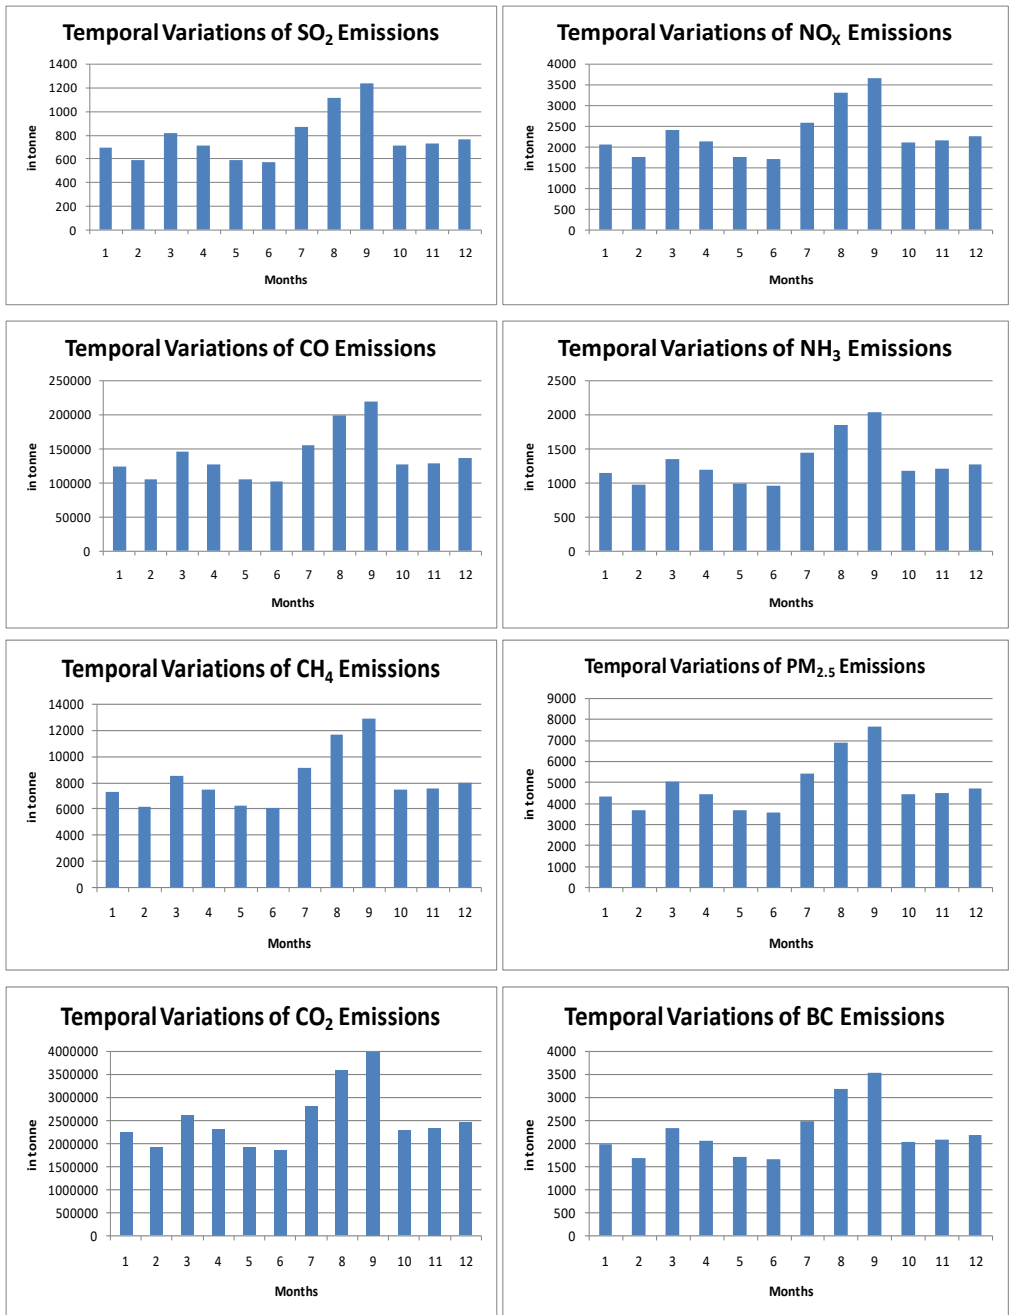 Temporal Variations of SO₂ Emissions
1400
1200
1000
800
600
400
200
0
in tonne
1 2 3 4 5 6 7 8 9 10 11 12
Months
Temporal Variations of NOₓ Emissions
4000
3500
3000
2500
2000
1500
1000
500
0
in tonne
1 2 3 4 5 6 7 8 9 10 11 12
Months
Temporal Variations of CO Emissions
250000
200000
150000
100000
50000
0
in tonne
1 2 3 4 5 6 7 8 9 10 11 12
Months
Temporal Variations of NH₃ Emissions
2500
2000
1500
1000
500
0
in tonne
1 2 3 4 5 6 7 8 9 10 11 12
Months
Temporal Variations of CH₄ Emissions
14000
12000
10000
8000
6000
4000
2000
0
in tonne
1 2 3 4 5 6 7 8 9 10 11 12
Months
Temporal Variations of PM₂.₅ Emissions
9000
8000
7000
6000
5000
4000
3000
2000
1000
0
in tonne
1 2 3 4 5 6 7 8 9 10 11 12
Months
Temporal Variations of CO₂ Emissions
4000000
3500000
3000000
2500000
2000000
1500000
1000000
500000
0
in tonne
1 2 3 4 5 6 7 8 9 10 11 12
Months
Temporal Variations of BC Emissions
4000
3500
3000
2500
2000
1500
1000
500
0
in tonne
1 2 3 4 5 6 7 8 9 10 11 12
Months